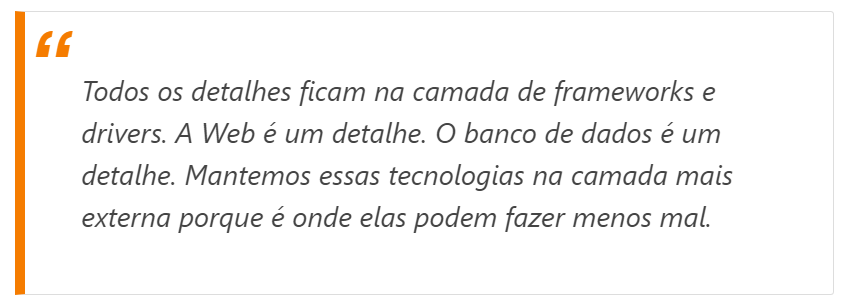 “
Todos os detalhes ficam na camada de frameworks e
drivers. A Web é um detalhe. O banco de dados é um
detalhe. Mantemos essas tecnologias na camada mais
externa porque é onde elas podem fazer menos mal.